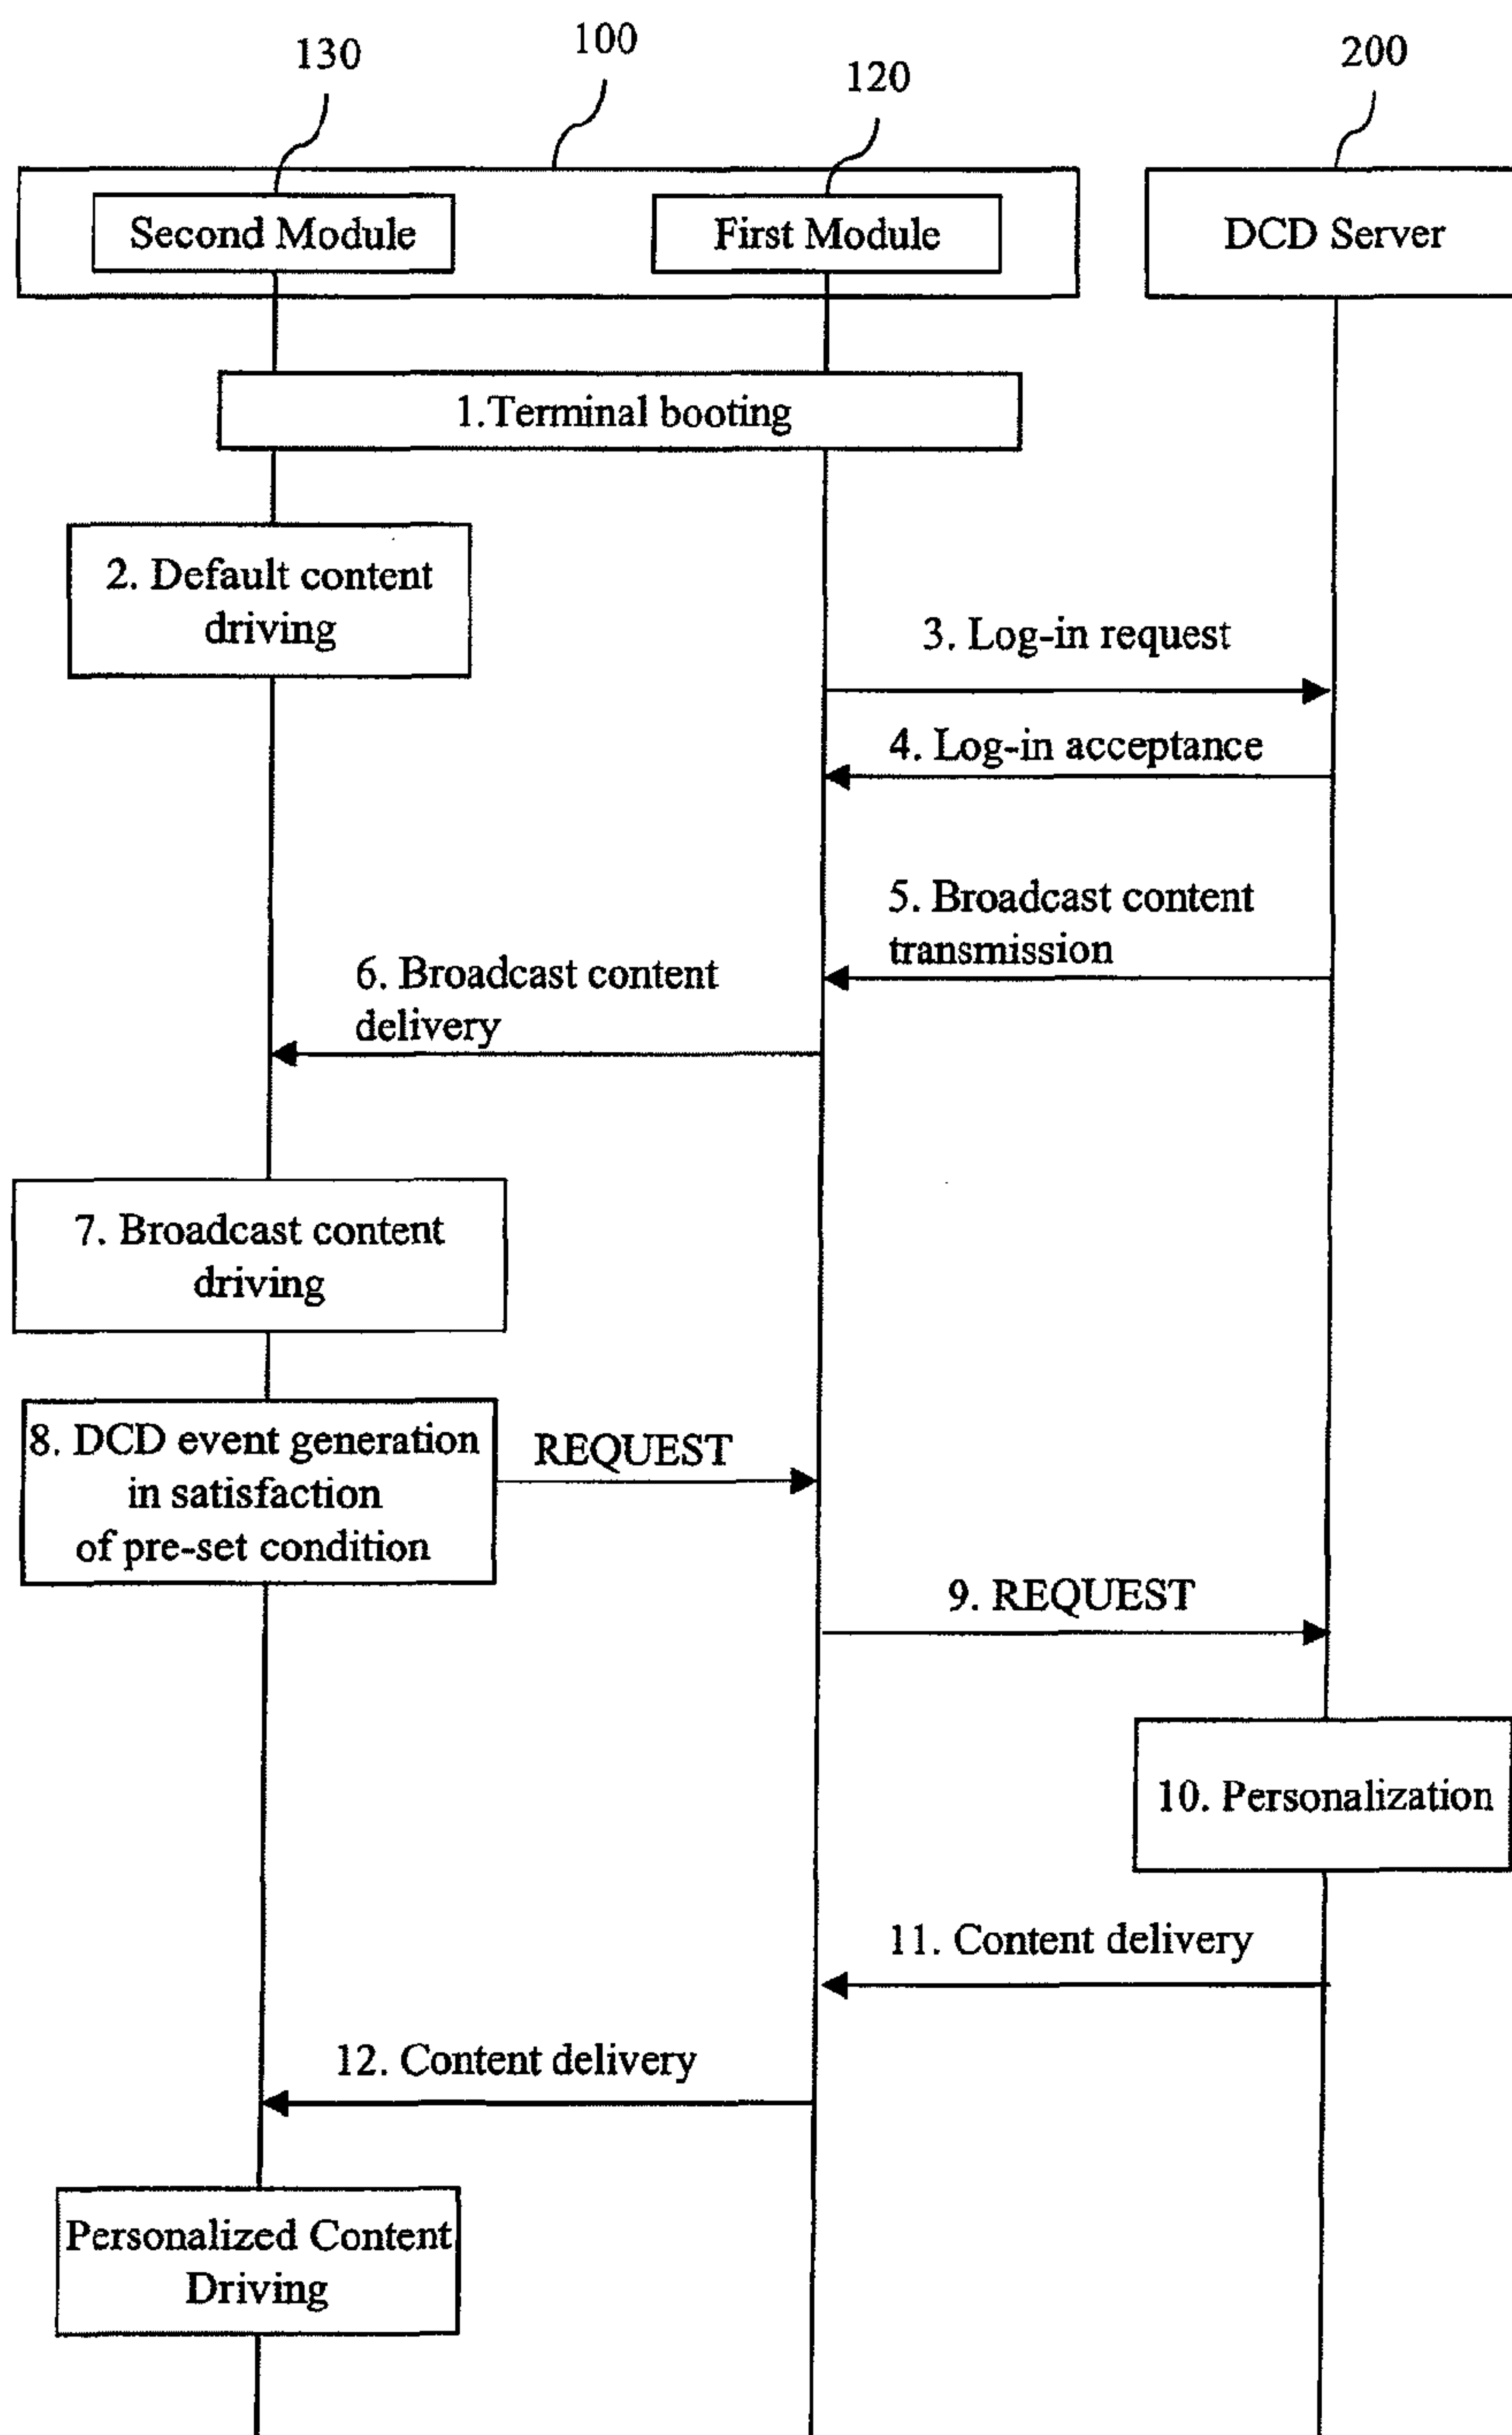 130
100
120
200
Second Module
First Module
DCD Server
1.Terminal booting
2. Default content
driving
3. Log-in request
4. Log-in acceptance
5. Broadcast content
transmission
6. Broadcast content
delivery
7. Broadcast content
driving
8. DCD event generation
in satisfaction
of pre-set condition
REQUEST
9. REQUEST
10. Personalization
11. Content delivery
12. Content delivery
Personalized Content
Driving